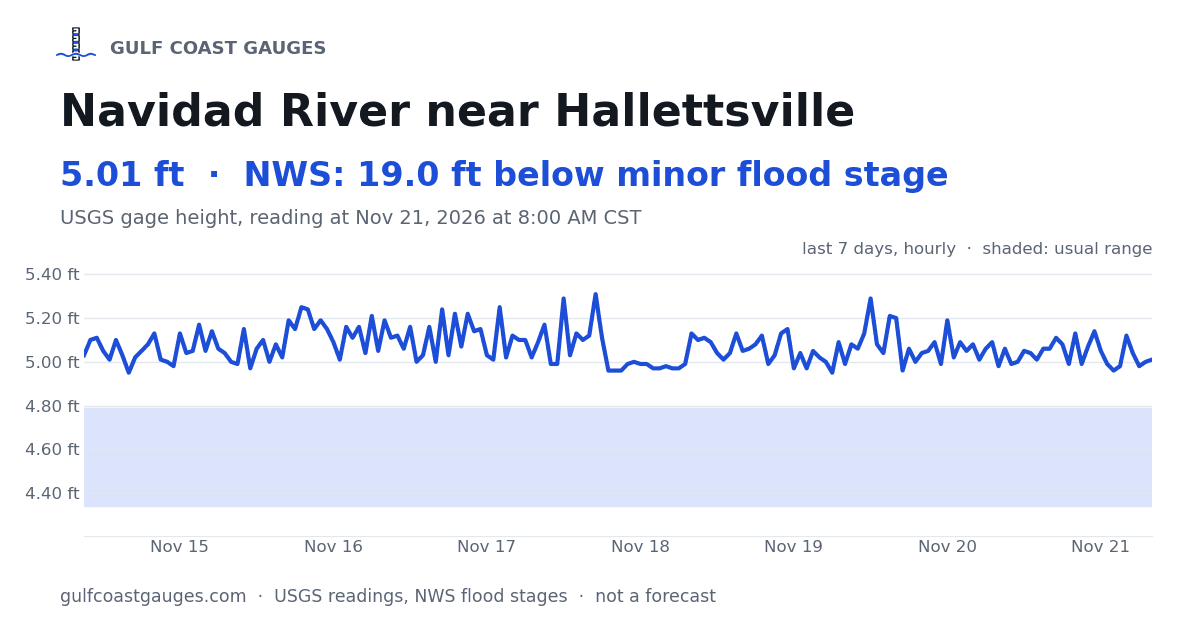 GULF COAST GAUGES
Navidad River near Hallettsville
5.01 ft · NWS: 19.0 ft below minor flood stage
USGS gage height, reading at Nov 21, 2026 at 8:00 AM CST
last 7 days, hourly · shaded: usual range
5.40 ft
5.20 ft
5.00 ft
4.80 ft
4.60 ft
4.40 ft
Nov 15 Nov 16 Nov 17 Nov 18 Nov 19 Nov 20 Nov 21
gulfcoastgauges.com · USGS readings, NWS flood stages · not a forecast